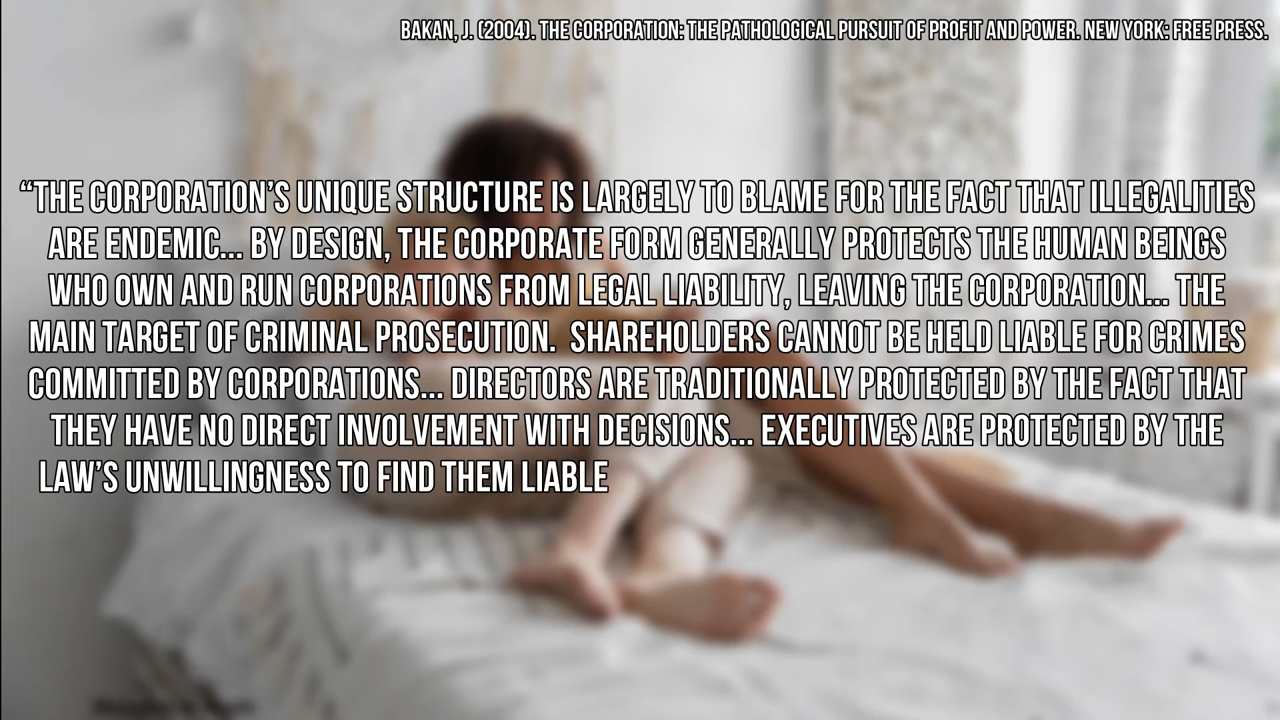 BAKAN, J. (2004). THE CORPORATION: THE PATHOLOGICAL PURSUIT OF PROFIT AND POWER. NEW YORK: FREE PRESS.
“THE CORPORATION’S UNIQUE STRUCTURE IS LARGELY TO BLAME FOR THE FACT THAT ILLEGALITIES
ARE ENDEMIC... BY DESIGN, THE CORPORATE FORM GENERALLY PROTECTS THE HUMAN BEINGS
WHO OWN AND RUN CORPORATIONS FROM LEGAL LIABILITY, LEAVING THE CORPORATION... THE
MAIN TARGET OF CRIMINAL PROSECUTION.  SHAREHOLDERS CANNOT BE HELD LIABLE FOR CRIMES
COMMITTED BY CORPORATIONS... DIRECTORS ARE TRADITIONALLY PROTECTED BY THE FACT THAT
THEY HAVE NO DIRECT INVOLVEMENT WITH DECISIONS... EXECUTIVES ARE PROTECTED BY THE
LAW’S UNWILLINGNESS TO FIND THEM LIABLE